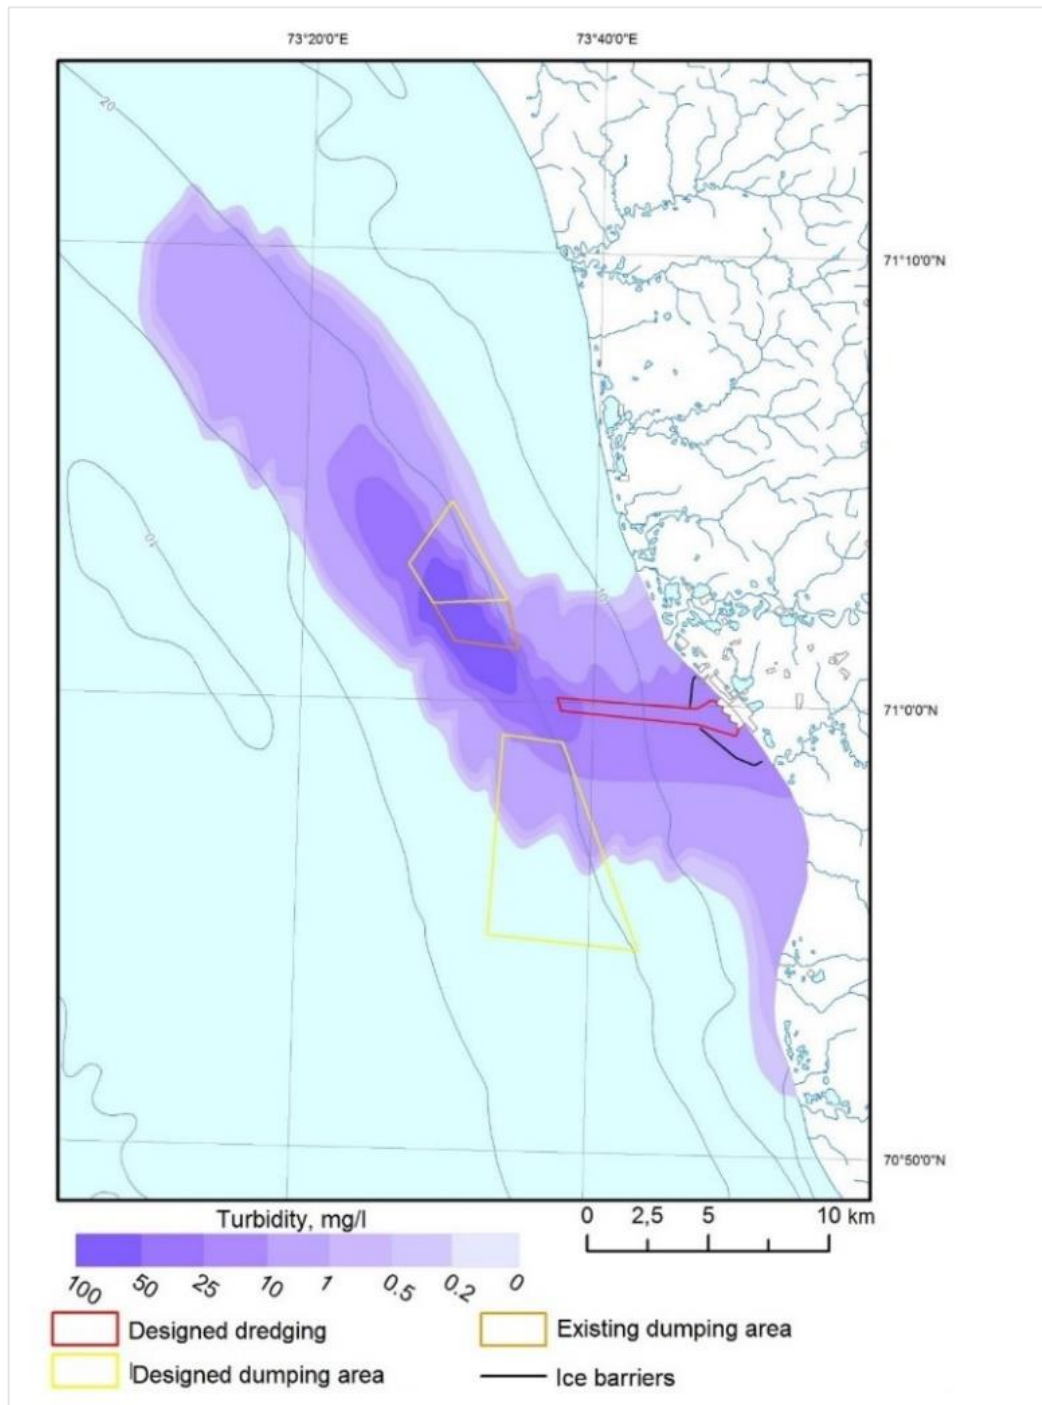 73°20'0"E 73°40'0"E
20
71°10'0"N
10
10
71°0'0"N
70°50'0"N
Turbidity, mg/l 0 2,5 5 10 km
100 50 25 10 1 0.5 0.2 0
Designed dredging Existing dumping area
Designed dumping area Ice barriers